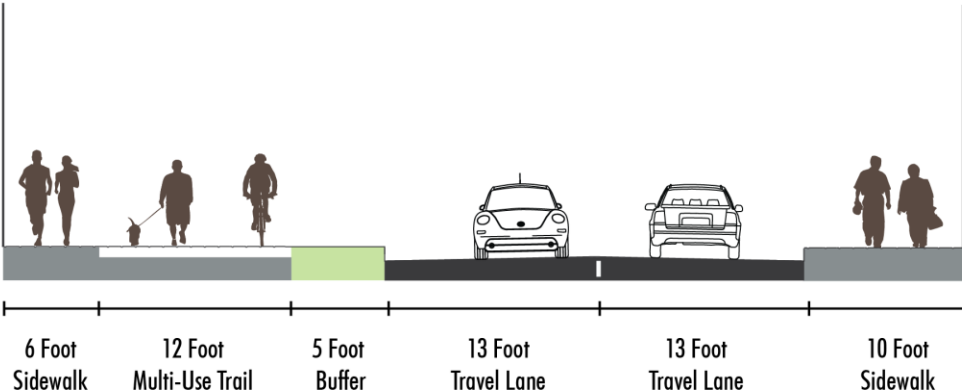 6 Foot
Sidewalk
12 Foot
Multi-Use Trail
5 Foot
Buffer
13 Foot
Travel Lane
13 Foot
Travel Lane
10 Foot
Sidewalk